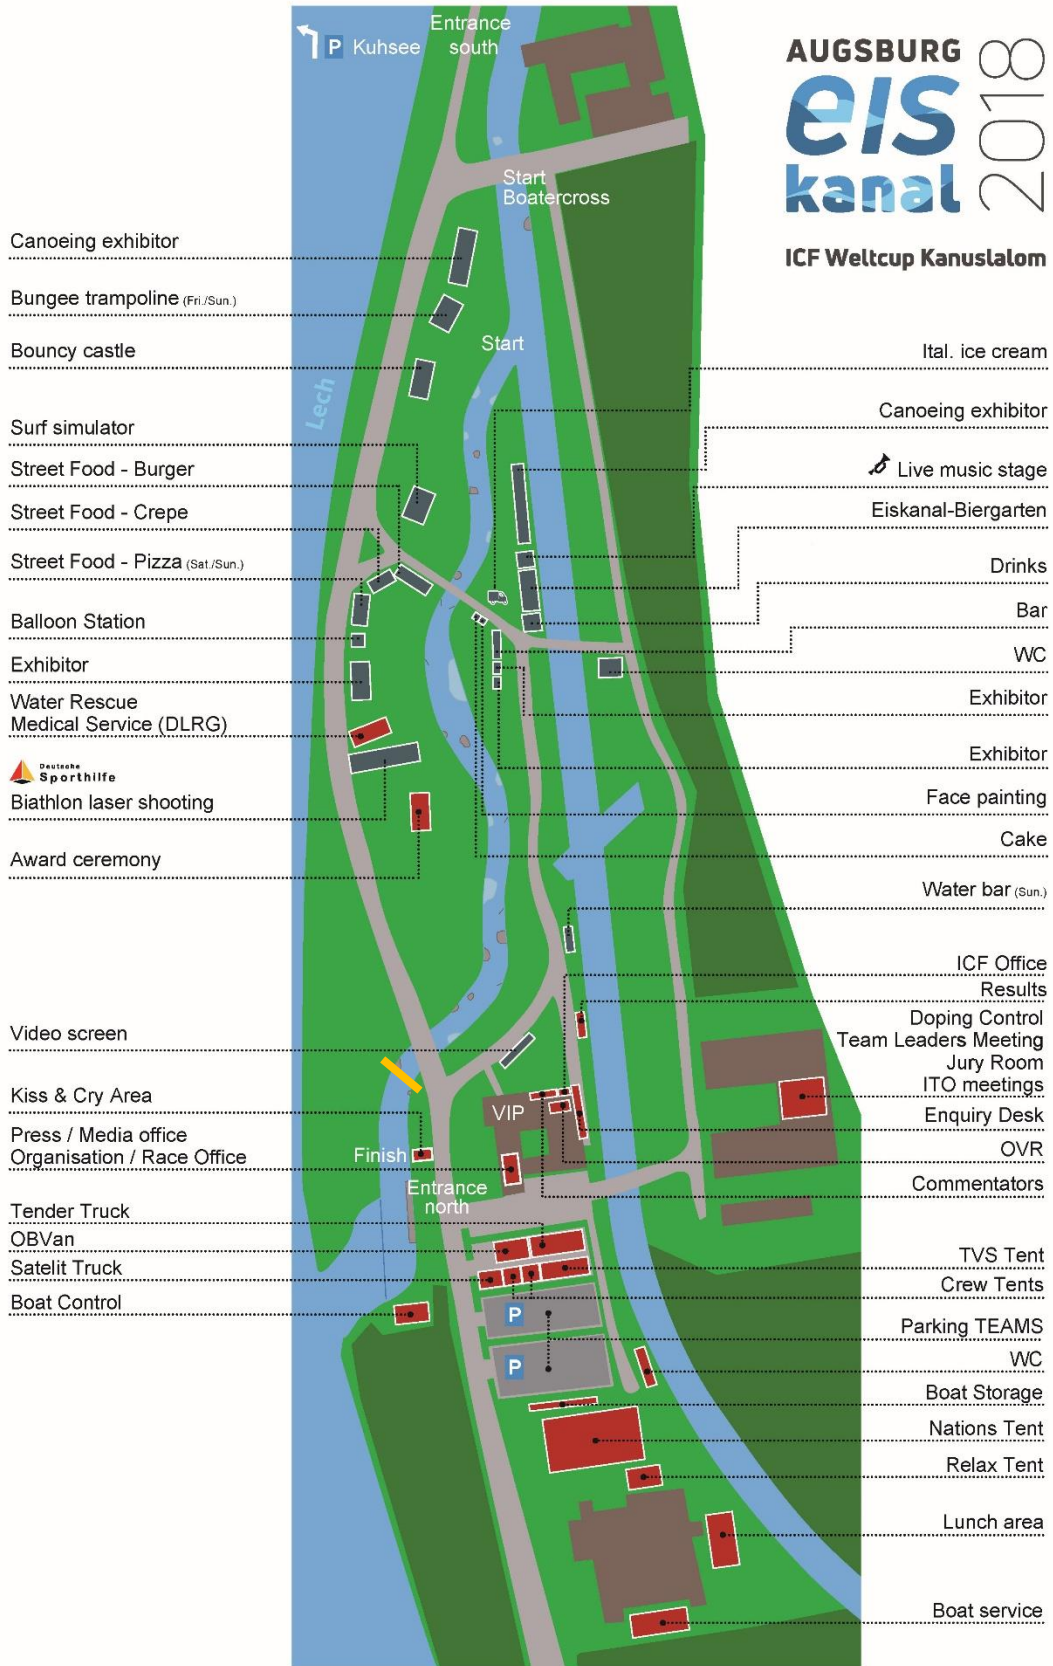 Entrance
south
P Kuhsee
AUGSBURG
eis
kanal
2018
ICF Weltcup Kanuslalom
Start
Boatercross
Start
Lech
Canoeing exhibitor
Bungee trampoline (Fri./Sun.)
Bouncy castle
Surf simulator
Street Food - Burger
Street Food - Crepe
Street Food - Pizza (Sat./Sun.)
Balloon Station
Exhibitor
Water Rescue
Medical Service (DLRG)
Deutsche
Sporthilfe
Biathlon laser shooting
Award ceremony
Video screen
Kiss & Cry Area
Press / Media office
Organisation / Race Office
Tender Truck
OBVan
Satelit Truck
Boat Control
Ital. ice cream
Canoeing exhibitor
Live music stage
Eiskanal-Biergarten
Drinks
Bar
WC
Exhibitor
Exhibitor
Face painting
Cake
Water bar (Sun.)
ICF Office
Results
Doping Control
Team Leaders Meeting
Jury Room
ITO meetings
Enquiry Desk
OVR
Commentators
TVS Tent
Crew Tents
Parking TEAMS
WC
Boat Storage
Nations Tent
Relax Tent
Lunch area
Boat service
VIP
Finish
Entrance
north
P
P